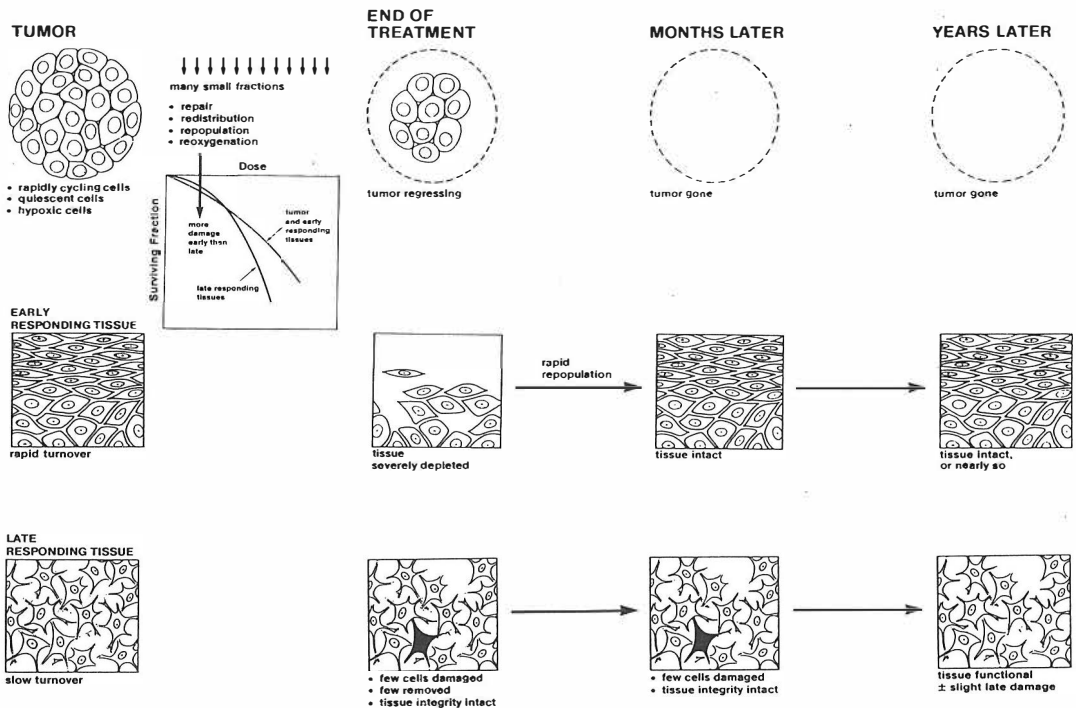 TUMOR
• rapidly cycling cells
• quiescent cells
• hypoxic cells
many small fractions
• repair
• redistribution
• repopulation
• reoxygenation
Dose
Surviving Fraction
more
damage
early than
late
tumor
and early
responding
tissues
late responding
tissues
END OF
TREATMENT
tumor regressing
MONTHS LATER
tumor gone
YEARS LATER
tumor gone
EARLY
RESPONDING TISSUE
rapid turnover
tissue
severely depleted
rapid
repopulation
tissue intact
tissue intact,
or nearly so
LATE
RESPONDING TISSUE
slow turnover
• few cells damaged
• few removed
• tissue integrity intact
• few cells damaged
• tissue integrity intact
tissue functional
± slight late damage